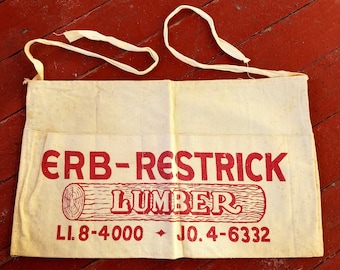 ERB-RESTRICK
LUMBER
LI. 8-4000 ✦ JO. 4-6332